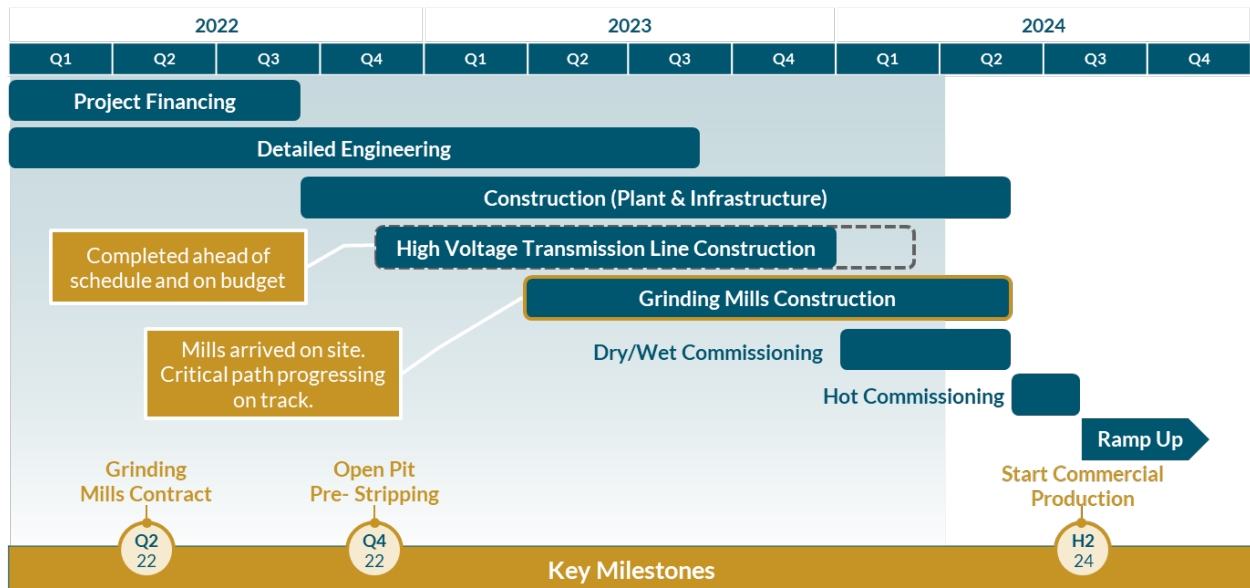 2022 2023 2024
Q1 Q2 Q3 Q4 Q1 Q2 Q3 Q4 Q1 Q2 Q3 Q4
Project Financing
Detailed Engineering
Construction (Plant & Infrastructure)
High Voltage Transmission Line Construction
Completed ahead of
schedule and on budget
Grinding Mills Construction
Mills arrived on site.
Critical path progressing
on track.
Dry/Wet Commissioning
Hot Commissioning
Ramp Up
Grinding
Mills Contract
Open Pit
Pre- Stripping
Start Commercial
Production
Q2
22
Q4
22
H2
24
Key Milestones